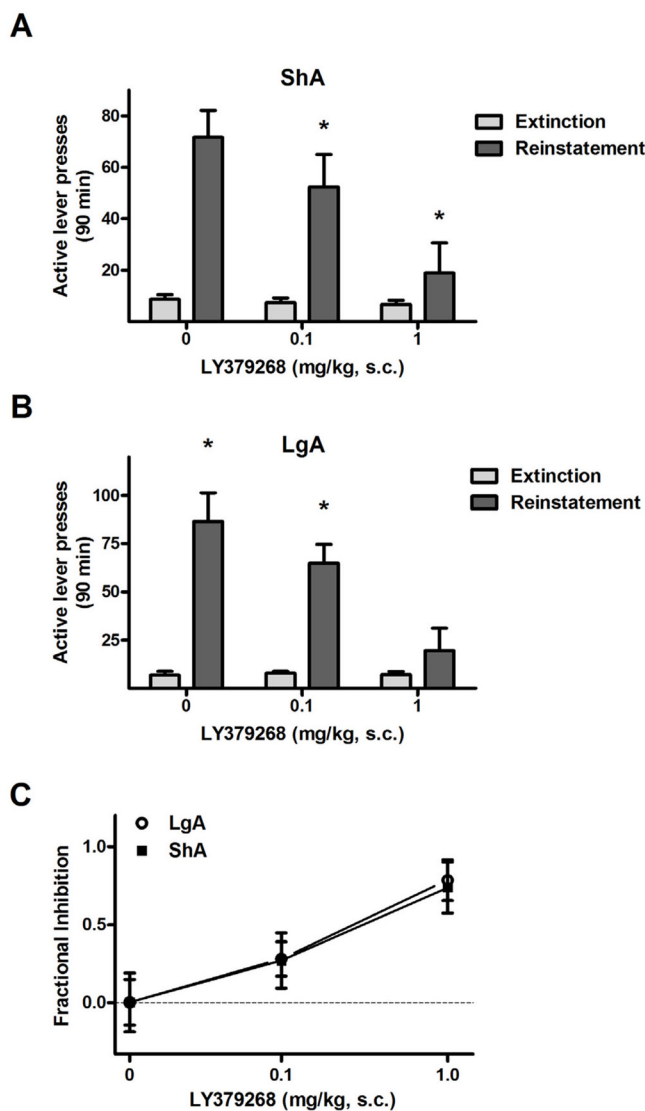 A
ShA
Active lever presses
(90 min)
80
60
40
20
*
*
Extinction
Reinstatement
0
0.1
1
LY379268 (mg/kg, s.c.)
B
LgA
Active lever presses
(90 min)
100
75
50
25
*
*
Extinction
Reinstatement
0
0.1
1
LY379268 (mg/kg, s.c.)
C
LgA
ShA
Fractional Inhibition
1.0
0.5
0.0
0
0.1
1.0
LY379268 (mg/kg, s.c.)